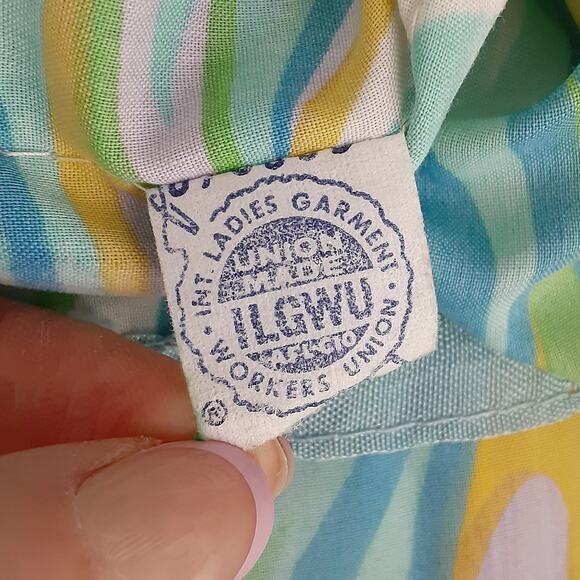 INT. LADIES GARMENT
UNION
MADE
ILGWU
AFL-CIO
WORKERS UNION
®